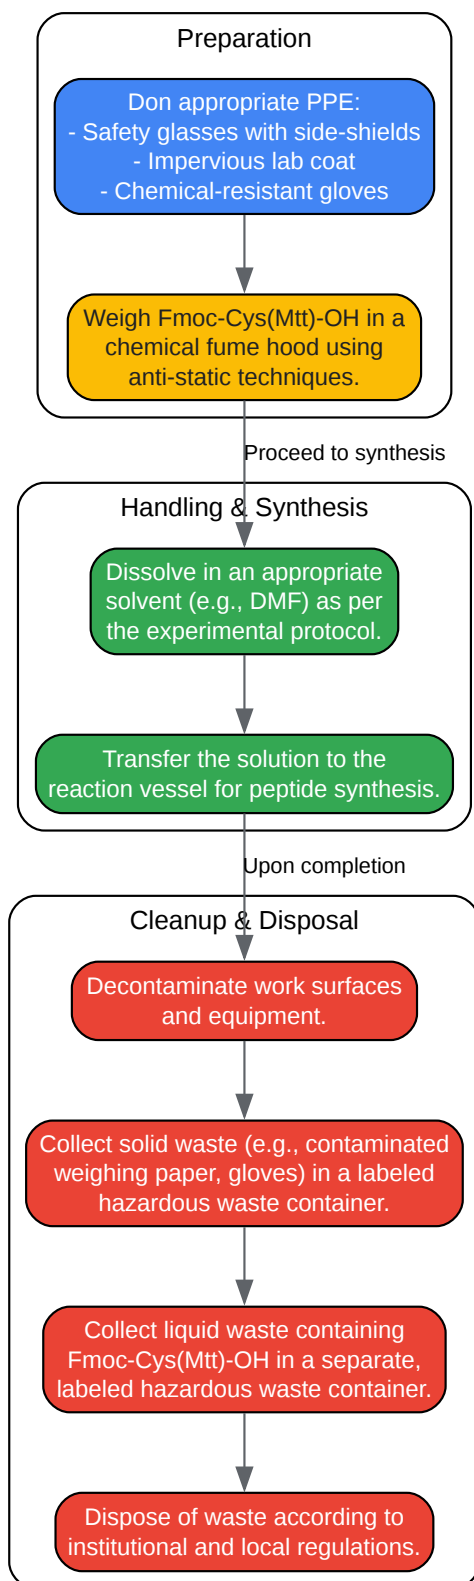 Preparation
Don appropriate PPE:
- Safety glasses with side-shields
- Impervious lab coat
- Chemical-resistant gloves
Weigh Fmoc-Cys(Mtt)-OH in a
chemical fume hood using
anti-static techniques.
Proceed to synthesis
Handling & Synthesis
Dissolve in an appropriate
solvent (e.g., DMF) as per
the experimental protocol.
Transfer the solution to the
reaction vessel for peptide synthesis.
Upon completion
Cleanup & Disposal
Decontaminate work surfaces
and equipment.
Collect solid waste (e.g., contaminated
weighing paper, gloves) in a labeled
hazardous waste container.
Collect liquid waste containing
Fmoc-Cys(Mtt)-OH in a separate,
labeled hazardous waste container.
Dispose of waste according to
institutional and local regulations.